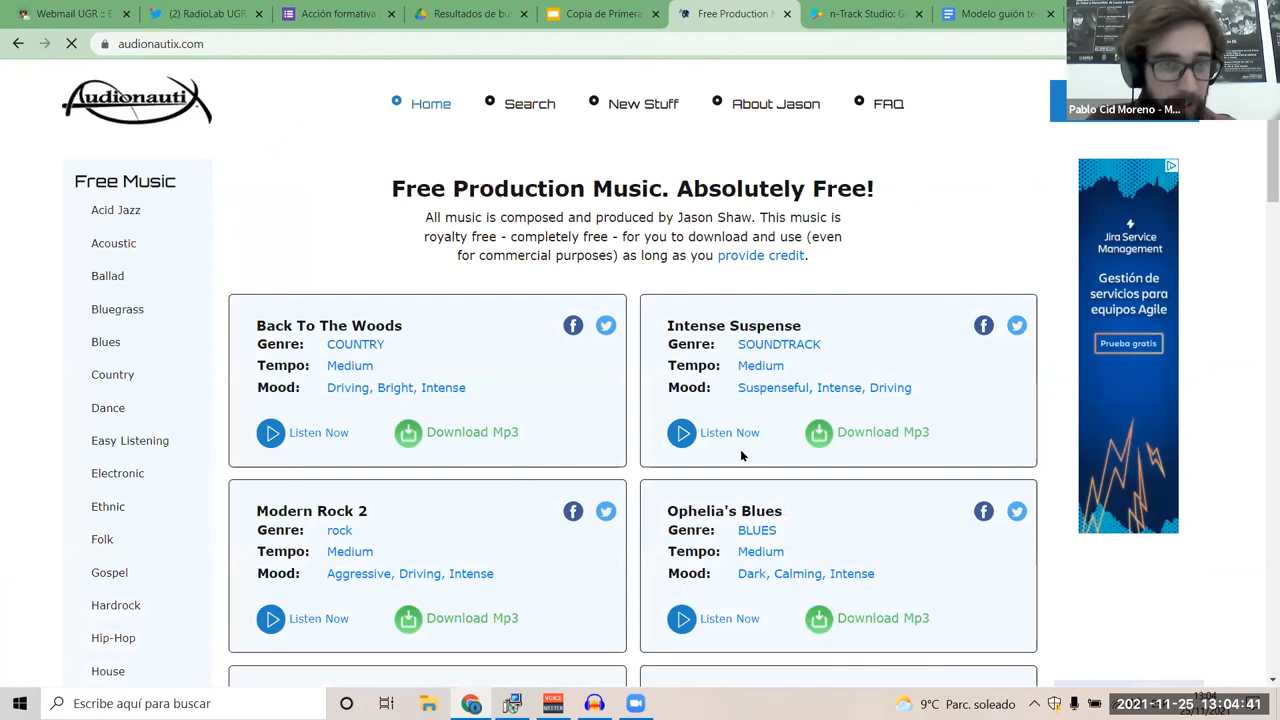 Webmail UGR :: E
(2) RadioLab UGR
Resultados de bu
Copia de Primera
Free Production M
ck Studio: Ge
Modelo guión té
audionautix.com
Audionautix
Home
Search
New Stuff
About Jason
FAQ
Pablo Cid Moreno - M...
Free Music
Acid Jazz
Acoustic
Ballad
Bluegrass
Blues
Country
Dance
Easy Listening
Electronic
Ethnic
Folk
Gospel
Hardrock
Hip-Hop
House
Free Production Music. Absolutely Free!
All music is composed and produced by Jason Shaw. This music is
royalty free - completely free - for you to download and use (even
for commercial purposes) as long as you provide credit.
Back To The Woods
Genre: COUNTRY
Tempo: Medium
Mood: Driving, Bright, Intense
Listen Now
Download Mp3
Intense Suspense
Genre: SOUNDTRACK
Tempo: Medium
Mood: Suspenseful, Intense, Driving
Listen Now
Download Mp3
Modern Rock 2
Genre: rock
Tempo: Medium
Mood: Aggressive, Driving, Intense
Listen Now
Download Mp3
Ophelia's Blues
Genre: BLUES
Tempo: Medium
Mood: Dark, Calming, Intense
Listen Now
Download Mp3
Jira Service
Management
Gestión de
servicios para
equipos Agile
Prueba gratis
Escribe aquí para buscar
VOICE
MEETER
9°C Parc. soleado
13:04
2021-11-25 13:04:41